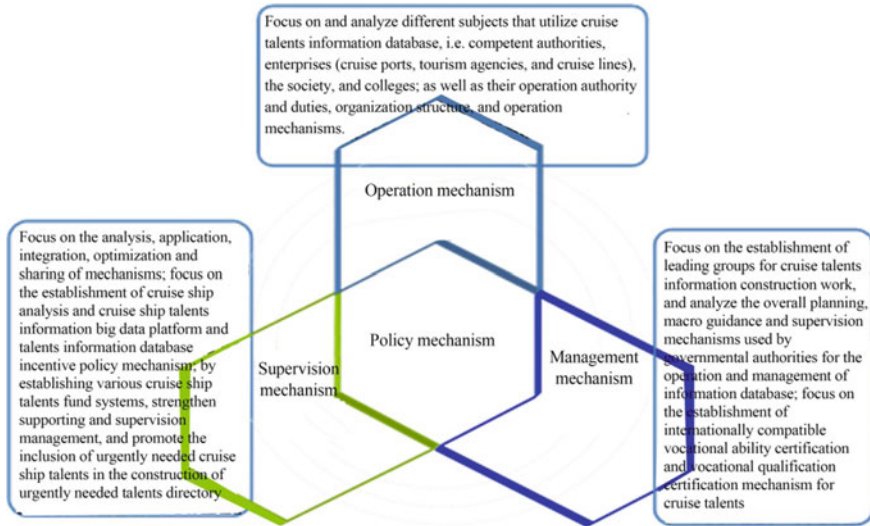 Focus on and analyze different subjects that utilize cruise
talents information database, i.e. competent authorities,
enterprises (cruise ports, tourism agencies, and cruise lines),
the society, and colleges; as well as their operation authority
and duties, organization structure, and operation
mechanisms.
Operation mechanism
Focus on the analysis, application,
integration, optimization and
sharing of mechanisms; focus on
the establishment of cruise ship
analysis and cruise ship talents
information big data platform and
talents information database
incentive policy mechanism; by
establishing various cruise ship
talents fund systems, strengthen
supporting and supervision
management, and promote the
inclusion of urgently needed cruise
ship talents in the construction of
urgently needed talents directory
Supervision
mechanism
Policy mechanism
Management
mechanism
Focus on the establishment of
leading groups for cruise talents
information construction work,
and analyze the overall planning,
macro guidance and supervision
mechanisms used by
governmental authorities for the
operation and management of
information database; focus on
the establishment of
internationally compatible
vocational ability certification
and vocational qualification
certification mechanism for
cruise talents